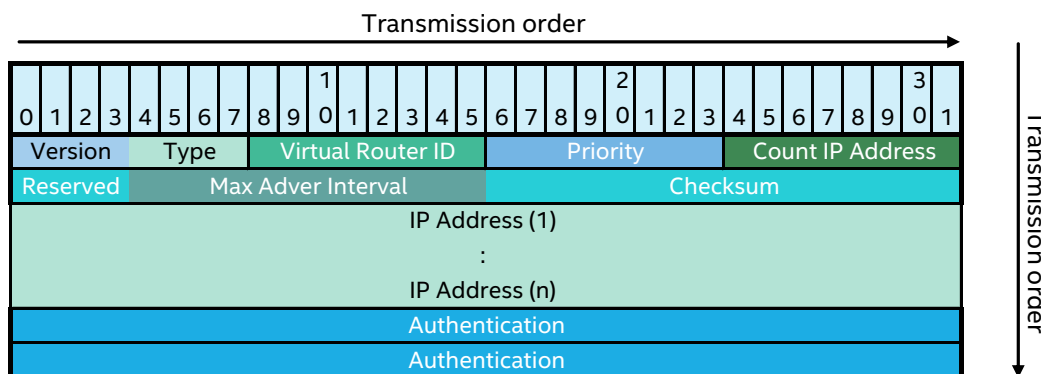 Transmission order
1 2 3
0 1 2 3 4 5 6 7 8 9 0 1 2 3 4 5 6 7 8 9 0 1 2 3 4 5 6 7 8 9 0 1
Version Type Virtual Router ID Priority Count IP Address
Reserved Max Adver Interval Checksum
IP Address (1)
:
IP Address (n)
Authentication
Authentication
Transmission order